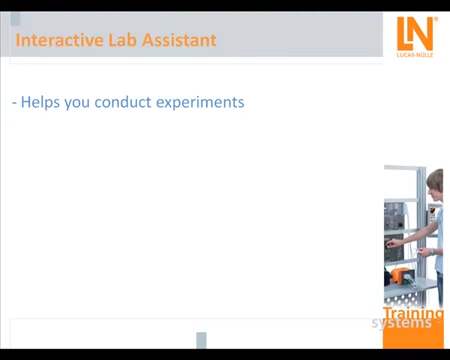 Interactive Lab Assistant
LN®
LUCAS-NÜLLE
- Helps you conduct experiments
Training
systems